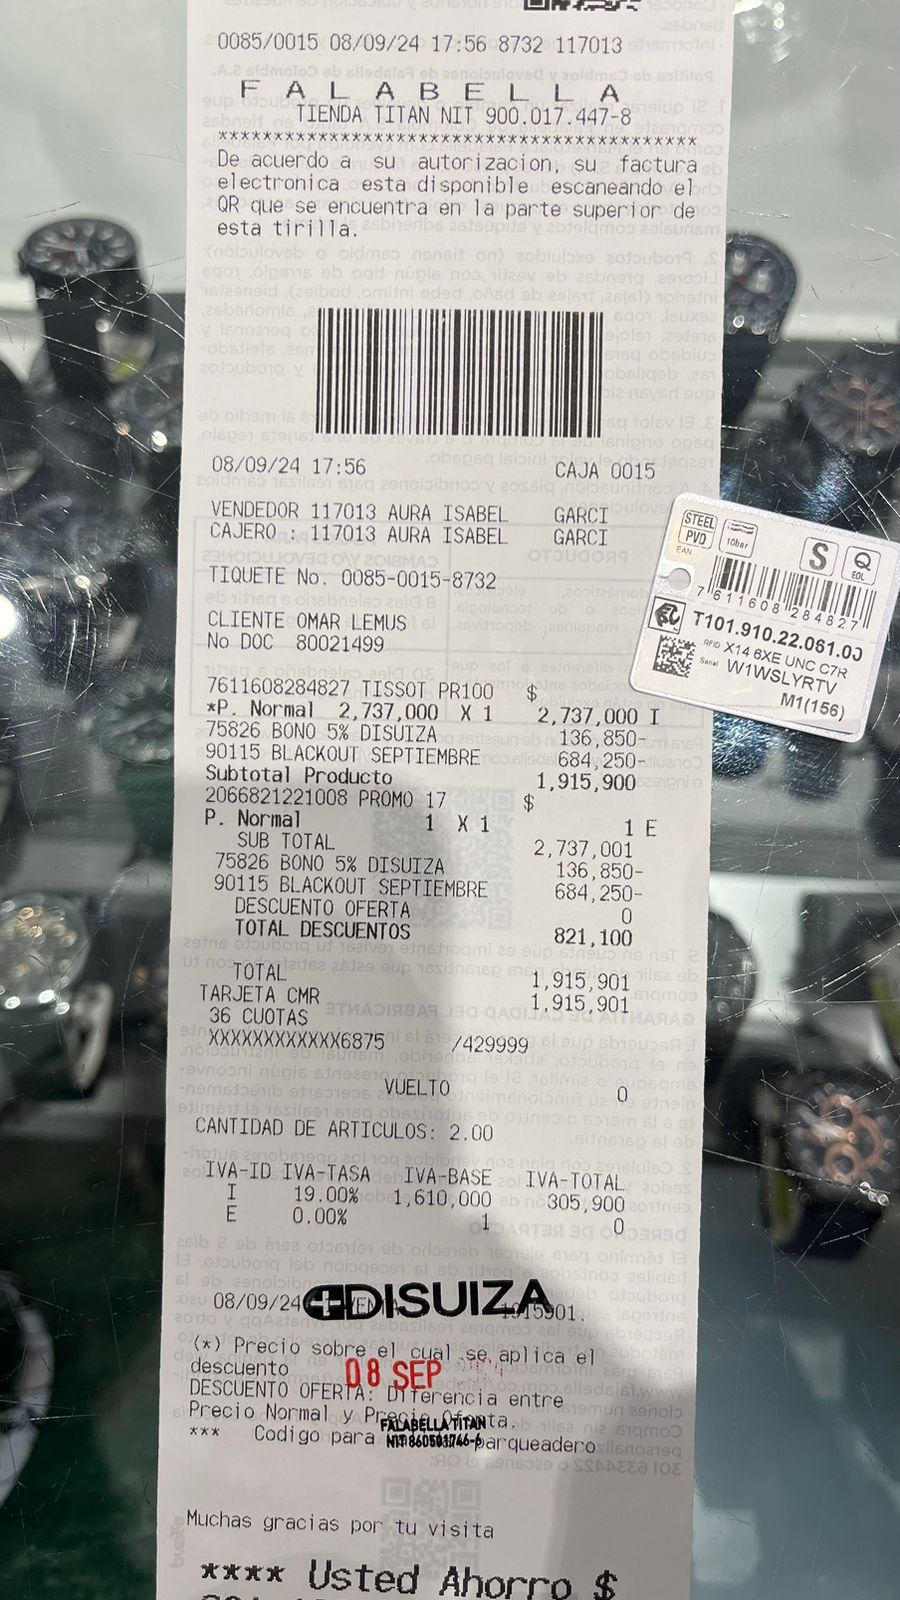 0085/0015 08/09/24 17:56 8732 117013
F A L A B E L L A
TIENDA TITAN NIT 900.017.447-8
********************************************
De acuerdo a su autorizacion, su factura
electronica esta disponible escaneando el
QR que se encuentra en la parte superior de
esta tirilla.
08/09/24 17:56 CAJA 0015
VENDEDOR 117013 AURA ISABEL GARCI
CAJERO : 117013 AURA ISABEL GARCI
TIQUETE No. 0085-0015-8732
CLIENTE OMAR LEMUS
No DOC 80021499
7611608284827 TISSOT PR100 $
*P. Normal 2,737,000 X 1 2,737,000 I
75826 BONO 5% DISUIZA 136,850-
90115 BLACKOUT SEPTIEMBRE 684,250-
Subtotal Producto 1,915,900
2066821221008 PROMO 17 $
P. Normal 1 X 1 1 E
SUB TOTAL 2,737,001
75826 BONO 5% DISUIZA 136,850-
90115 BLACKOUT SEPTIEMBRE 684,250-
DESCUENTO OFERTA 0
TOTAL DESCUENTOS 821,100
TOTAL 1,915,901
TARJETA CMR 1,915,901
36 CUOTAS
XXXXXXXXXXXX6875 /429999
VUELTO 0
CANTIDAD DE ARTICULOS: 2.00
IVA-ID IVA-TASA IVA-BASE IVA-TOTAL
I 19.00% 1,610,000 305,900
E 0.00% 1 0
08/09/24 DISUIZA 1915901.
(*) Precio sobre el cual se aplica el
descuento 08 SEP
DESCUENTO OFERTA: Diferencia entre
Precio Normal y Precio Oferta.
FALABELLA TITAN
*** Codigo para parqueadero
NIT 860501746-6
Muchas gracias por tu visita
**** Usted Ahorro $
STEEL
PVD
10bar
S
Q
EOL
EAN
7 611608 284827
T101.910.22.061.00
RFID X14 6XE UNC C7R
Serial W1WSLYRTV
M1(156)